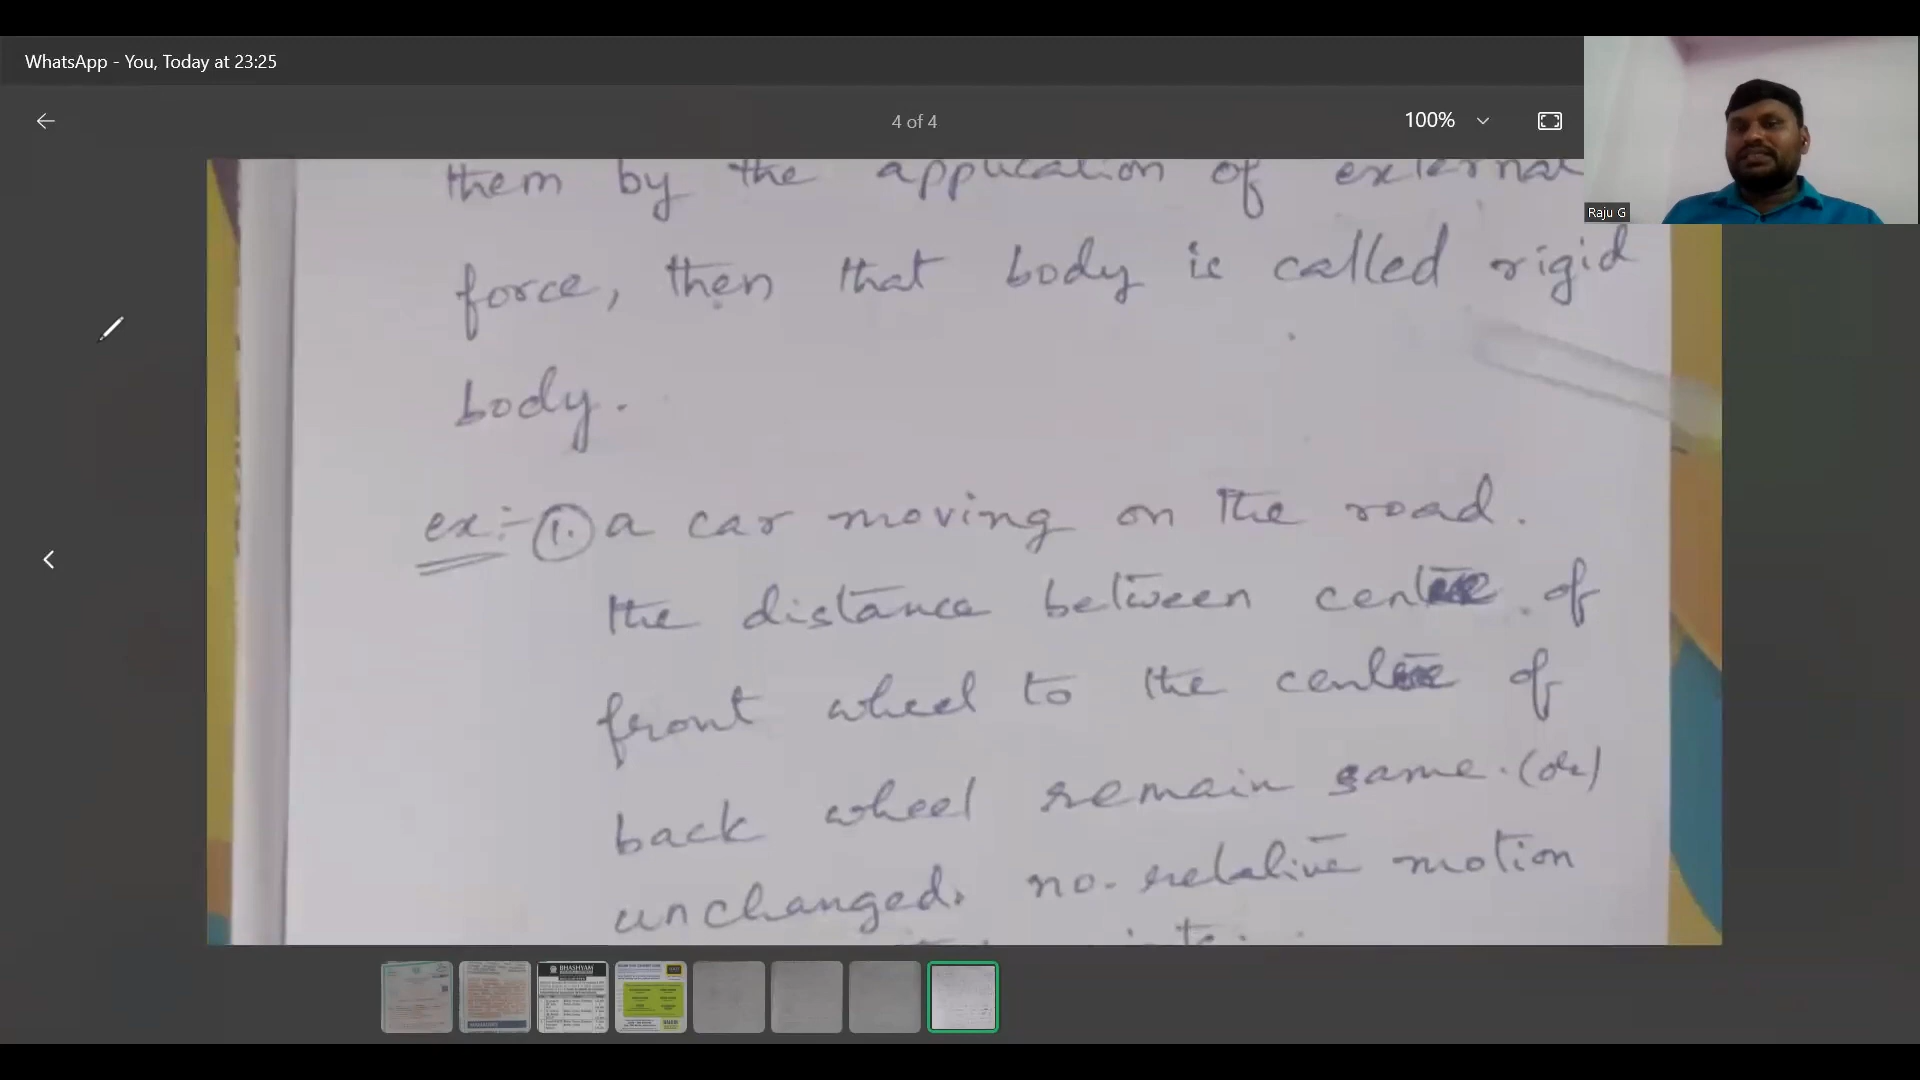 WhatsApp - You, Today at 23:25
4 of 4
100%
Raju G
them by the application of external
force, then that body is called rigid
body.
ex:- 1. a car moving on the road.
the distance between centre of
front wheel to the centre of
back wheel remain same. (or)
unchanged. no. relative motion
BHASHYAM